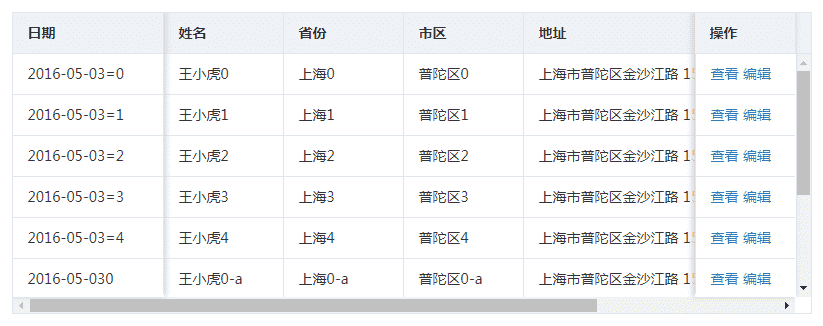 日期 姓名 省份 市区 地址 操作
2016-05-03=0 王小虎0 上海0 普陀区0 上海市普陀区金沙江路 1 查看 编辑
2016-05-03=1 王小虎1 上海1 普陀区1 上海市普陀区金沙江路 1 查看 编辑
2016-05-03=2 王小虎2 上海2 普陀区2 上海市普陀区金沙江路 1 查看 编辑
2016-05-03=3 王小虎3 上海3 普陀区3 上海市普陀区金沙江路 1 查看 编辑
2016-05-03=4 王小虎4 上海4 普陀区4 上海市普陀区金沙江路 1 查看 编辑
2016-05-030 王小虎0-a 上海0-a 普陀区0-a 上海市普陀区金沙江路 1 查看 编辑